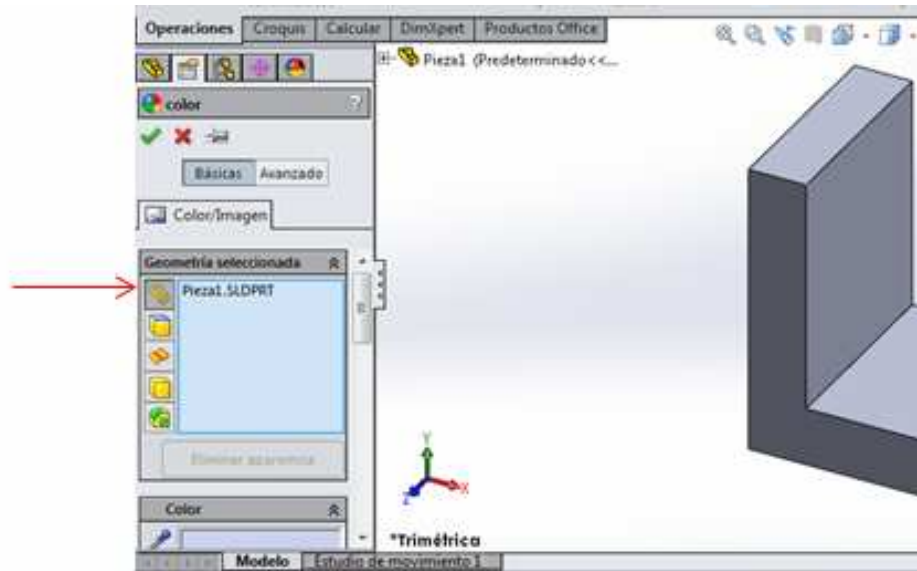 Operaciones Croquis Calcular DimXpert Productos Office
Pieza1 (Predeterminado<<...
color ?
Básicas Avanzado
Color/Imagen
Geometría seleccionada
Pieza1.SLDPRT
Eliminar apariencia
Color
Y
Z X
*Trimétrica
Modelo Estudio de movimiento 1